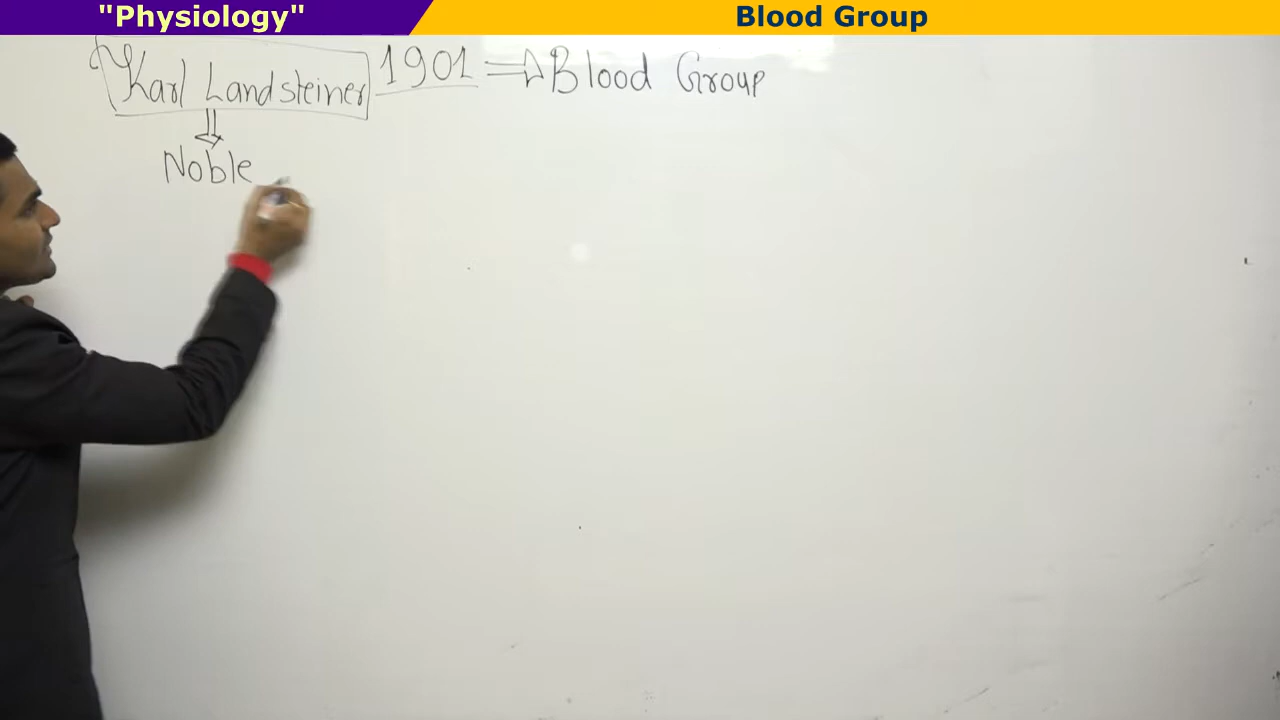 "Physiology" Blood Group
Karl Landsteiner 1901 ⇒ Blood Group
Noble